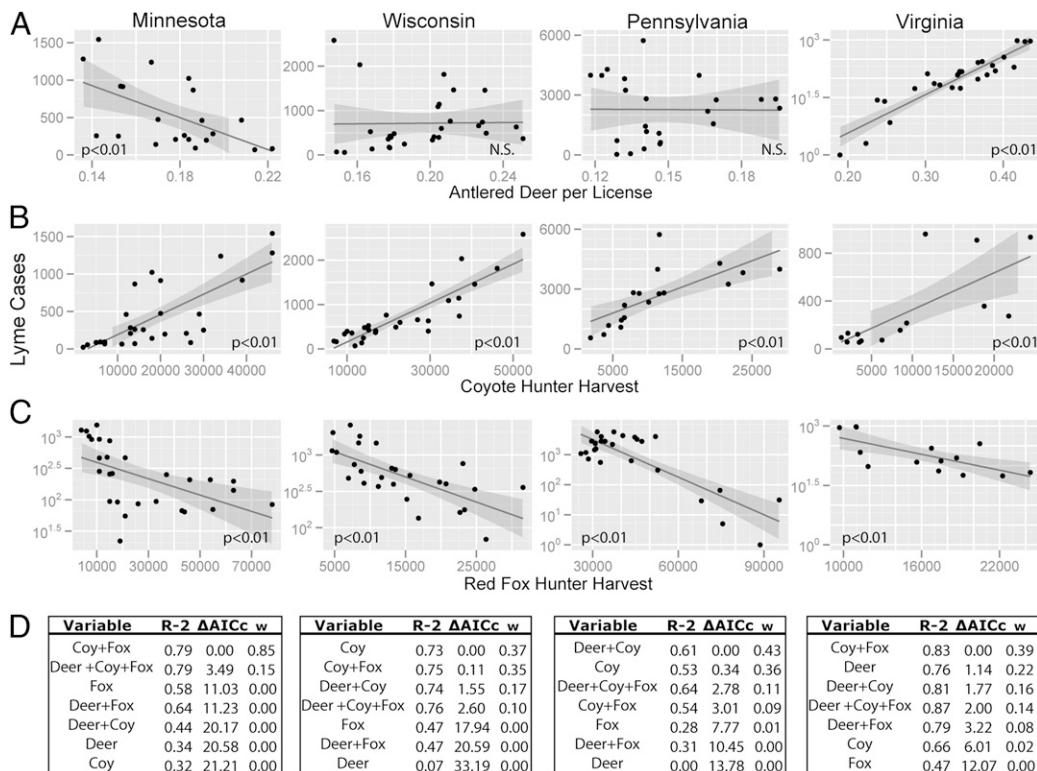 A
Minnesota Wisconsin Pennsylvania Virginia
1500 1000 500 0
p<0.01
0.14 0.16 0.18 0.20 0.22
2500 2000 1500 1000 500 0
N.S.
0.15 0.20 0.25
6000 4000 2000 0
N.S.
0.12 0.15 0.18
10³ 10^1.5 10⁰
p<0.01
0.20 0.30 0.40
Antlered Deer per License
B
Lyme Cases
1500 1000 500 0
p<0.01
10000 20000 30000 40000
2000 1000 0
p<0.01
10000 20000 30000 40000 50000
6000 4000 2000 0
p<0.01
5000 15000 25000
800 400 0
p<0.01
5000 10000 15000 20000
Coyote Hunter Harvest
C
10³ 10^2.5 10² 10^1.5
p<0.01
10000 30000 50000 70000
10³ 10^2.5 10²
p<0.01
5000 15000 25000
10³ 10² 10¹ 10⁰
p<0.01
30000 50000 70000 90000
10³ 10^1.5 10⁰
p<0.01
10000 14000 18000 22000
Red Fox Hunter Harvest
D
Variable R-2 ΔAICc w
Coy+Fox 0.79 0.00 0.85
Deer +Coy+Fox 0.79 3.49 0.15
Fox 0.58 11.03 0.00
Deer+Fox 0.64 11.23 0.00
Deer+Coy 0.44 20.17 0.00
Deer 0.34 20.58 0.00
Coy 0.32 21.21 0.00
Variable R-2 ΔAICc w
Coy 0.73 0.00 0.37
Coy+Fox 0.75 0.11 0.35
Deer+Coy 0.74 1.55 0.17
Deer +Coy+Fox 0.76 2.60 0.10
Fox 0.47 17.94 0.00
Deer+Fox 0.47 20.59 0.00
Deer 0.07 33.19 0.00
Variable R-2 ΔAICc w
Deer+Coy 0.61 0.00 0.43
Coy 0.53 0.34 0.36
Deer+Coy+Fox 0.64 2.78 0.11
Coy+Fox 0.54 3.01 0.09
Fox 0.28 7.77 0.01
Deer+Fox 0.31 10.45 0.00
Deer 0.00 13.78 0.00
Variable R-2 ΔAICc w
Coy+Fox 0.83 0.00 0.39
Deer 0.76 1.14 0.22
Deer+Coy 0.81 1.77 0.16
Deer +Coy+Fox 0.87 2.00 0.14
Deer+Fox 0.79 3.22 0.08
Coy 0.66 6.01 0.02
Fox 0.47 12.07 0.00